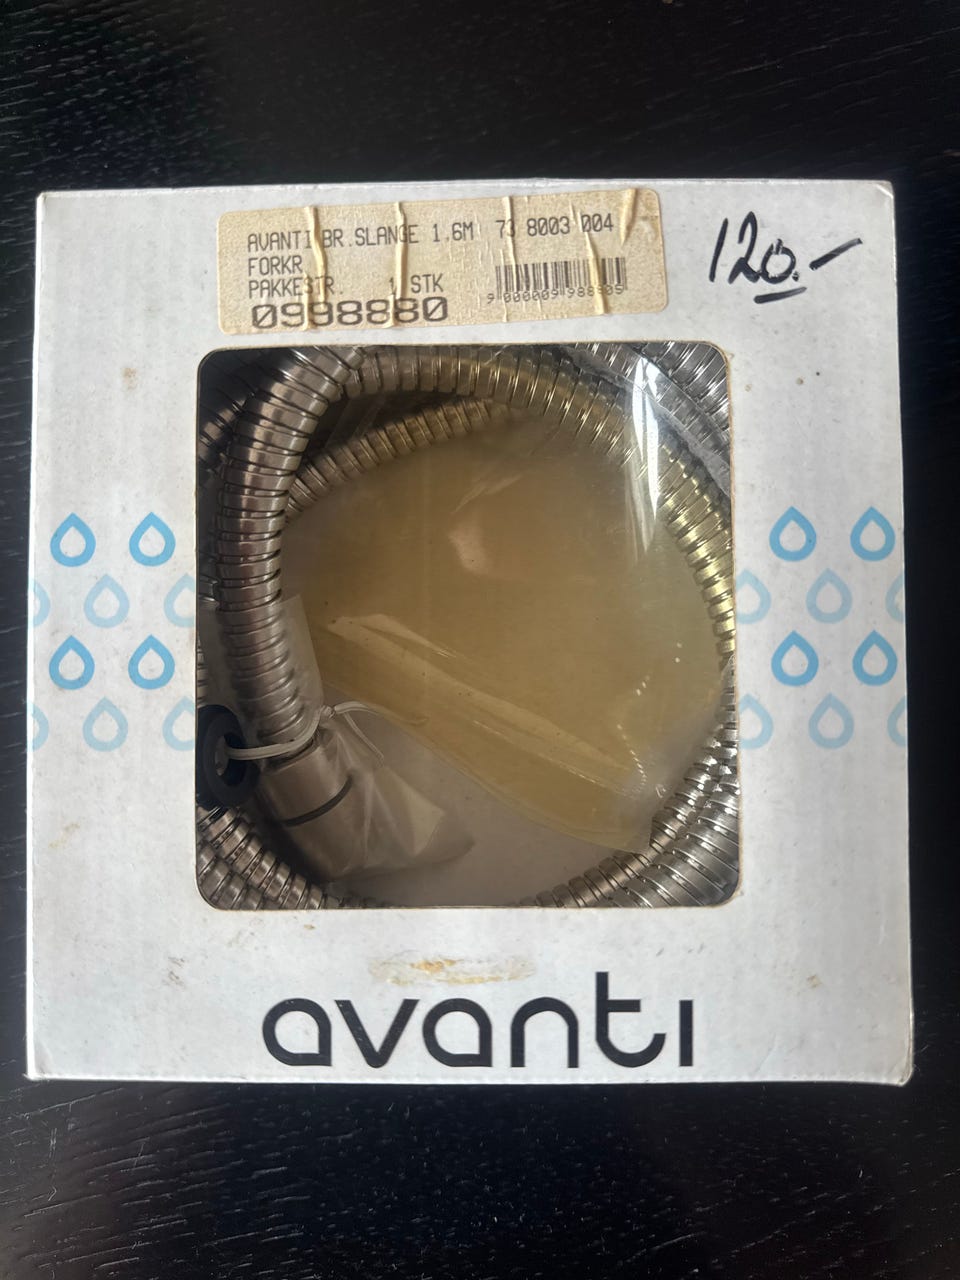 AVANTI BR.SLANGE 1.6M 73 8003 004
FORKR.
PAKKESTR. 1 STK
0998880
120.-
avanti